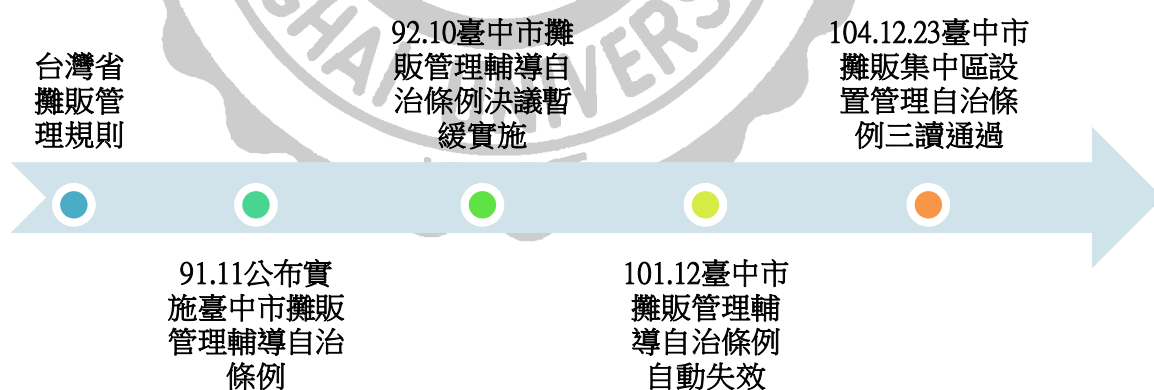 台灣省
攤販管
理規則
91.11公布實
施臺中市攤販
管理輔導自治
條例
92.10臺中市攤
販管理輔導自
治條例決議暫
緩實施
101.12臺中市
攤販管理輔
導自治條例
自動失效
104.12.23臺中市
攤販集中區設
置管理自治條
例三讀通過
HAI UNIVERS